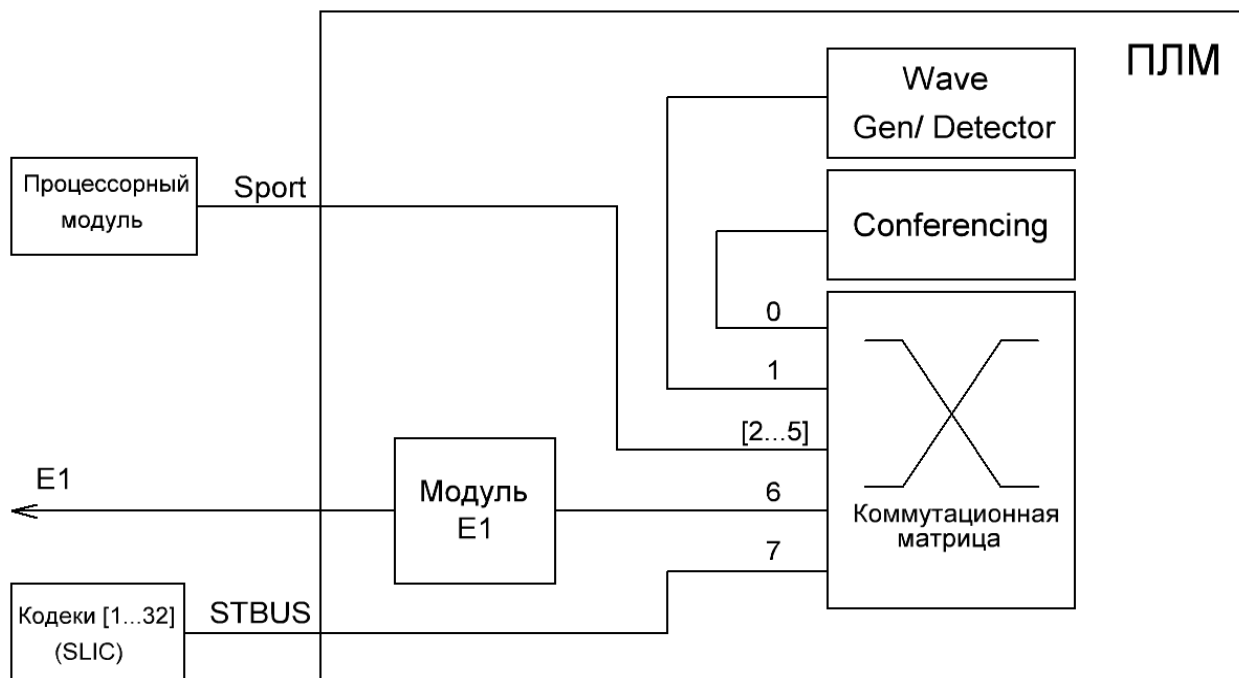 ПЛМ
Wave
Gen/ Detector
Процессорный
модуль
Sport
Conferencing
0
1
[2...5]
E1
Модуль
E1
6
Коммутационная
матрица
7
Кодеки [1...32]
(SLIC)
STBUS